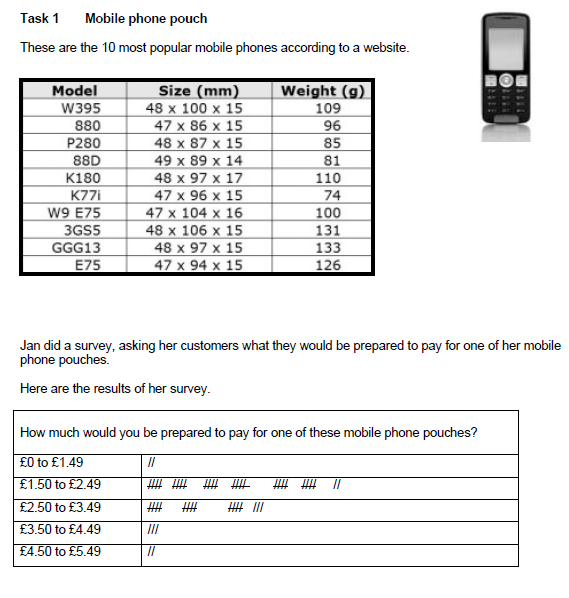 Task 1 Mobile phone pouch
These are the 10 most popular mobile phones according to a website.
Model Size (mm) Weight (g)
W395 48 x 100 x 15 109
880 47 x 86 x 15 96
P280 48 x 87 x 15 85
88D 49 x 89 x 14 81
K180 48 x 97 x 17 110
K77i 47 x 96 x 15 74
W9 E75 47 x 104 x 16 100
3GS5 48 x 106 x 15 131
GGG13 48 x 97 x 15 133
E75 47 x 94 x 15 126
Jan did a survey, asking her customers what they would be prepared to pay for one of her mobile
phone pouches.
Here are the results of her survey.
How much would you be prepared to pay for one of these mobile phone pouches?
£0 to £1.49 //
£1.50 to £2.49 //// //// //// //// //// //// //
£2.50 to £3.49 //// //// //// ///
£3.50 to £4.49 ///
£4.50 to £5.49 //